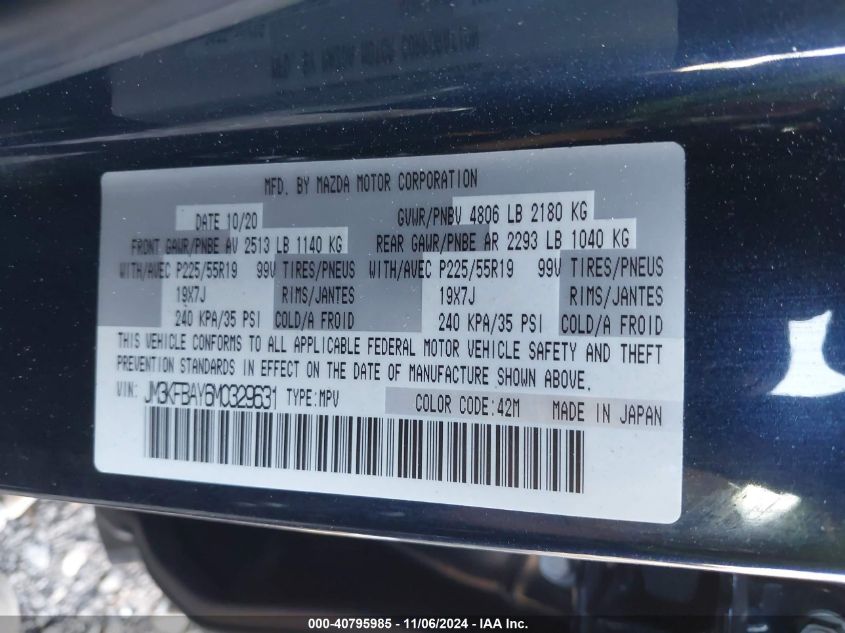 MFD. BY MAZDA MOTOR CORPORATION
DATE 10/20 GVWR/PNBV 4806 LB 2180 KG
FRONT GAWR/PNBE AV 2513 LB 1140 KG REAR GAWR/PNBE AR 2293 LB 1040 KG
WITH/AVEC P225/55R19 99V TIRES/PNEUS WITH/AVEC P225/55R19 99V TIRES/PNEUS
19X7J RIMS/JANTES 19X7J RIMS/JANTES
240 KPA/35 PSI COLD/A FROID 240 KPA/35 PSI COLD/A FROID
THIS VEHICLE CONFORMS TO ALL APPLICABLE FEDERAL MOTOR VEHICLE SAFETY AND THEFT
PREVENTION STANDARDS IN EFFECT ON THE DATE OF MANUFACTURE SHOWN ABOVE.
VIN: JM3KFBAY6M0329631 TYPE:MPV COLOR CODE:42M MADE IN JAPAN
000-40795985 - 11/06/2024 - IAA Inc.